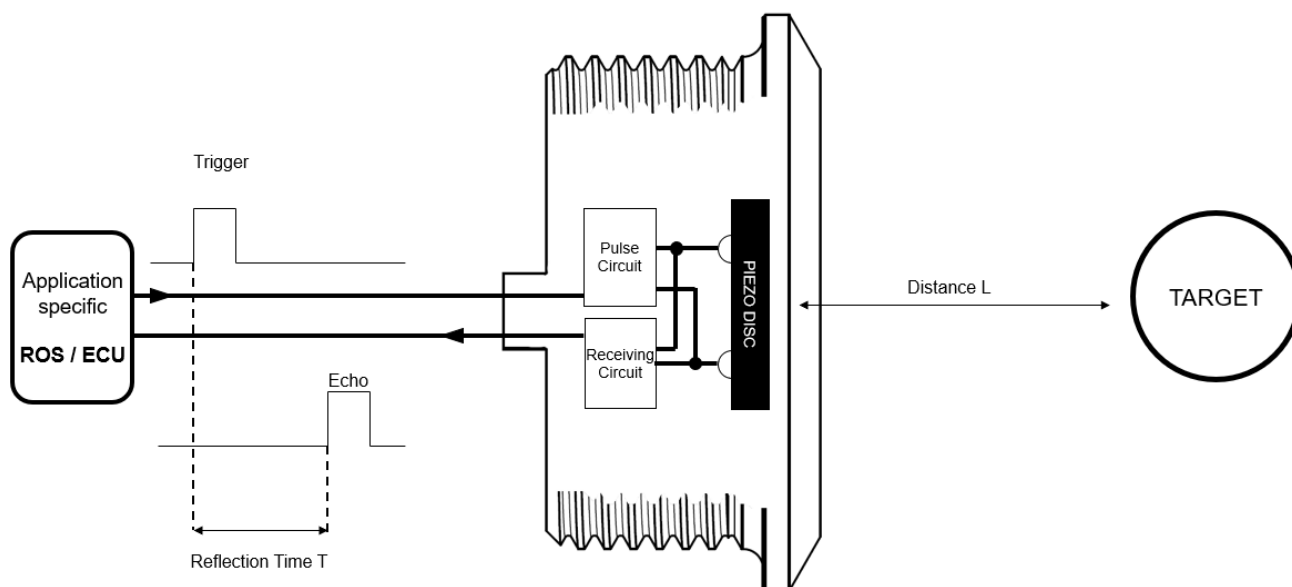 Trigger
Application
specific
ROS / ECU
Pulse
Circuit
Receiving
Circuit
PIEZO DISC
Distance L
TARGET
Echo
Reflection Time T